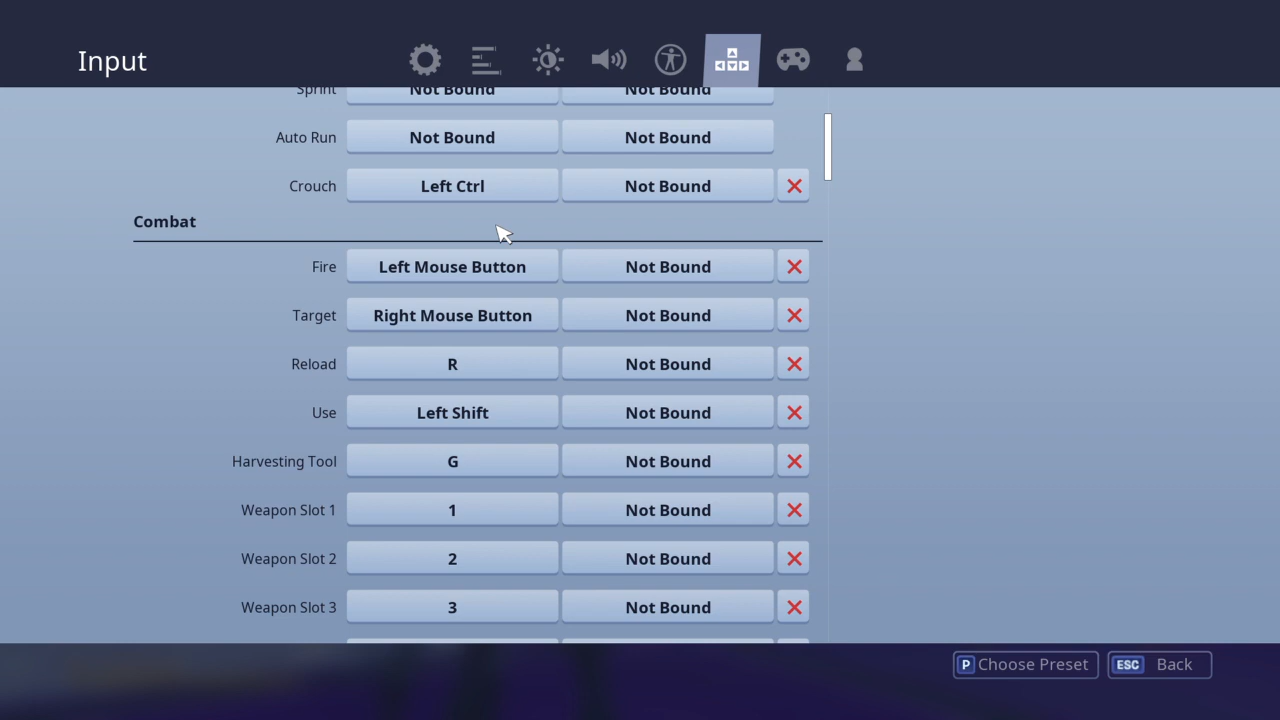 Input
Sprint Not Bound Not Bound
Auto Run Not Bound Not Bound
Crouch Left Ctrl Not Bound
Combat
Fire Left Mouse Button Not Bound
Target Right Mouse Button Not Bound
Reload R Not Bound
Use Left Shift Not Bound
Harvesting Tool G Not Bound
Weapon Slot 1 1 Not Bound
Weapon Slot 2 2 Not Bound
Weapon Slot 3 3 Not Bound
P Choose Preset ESC Back